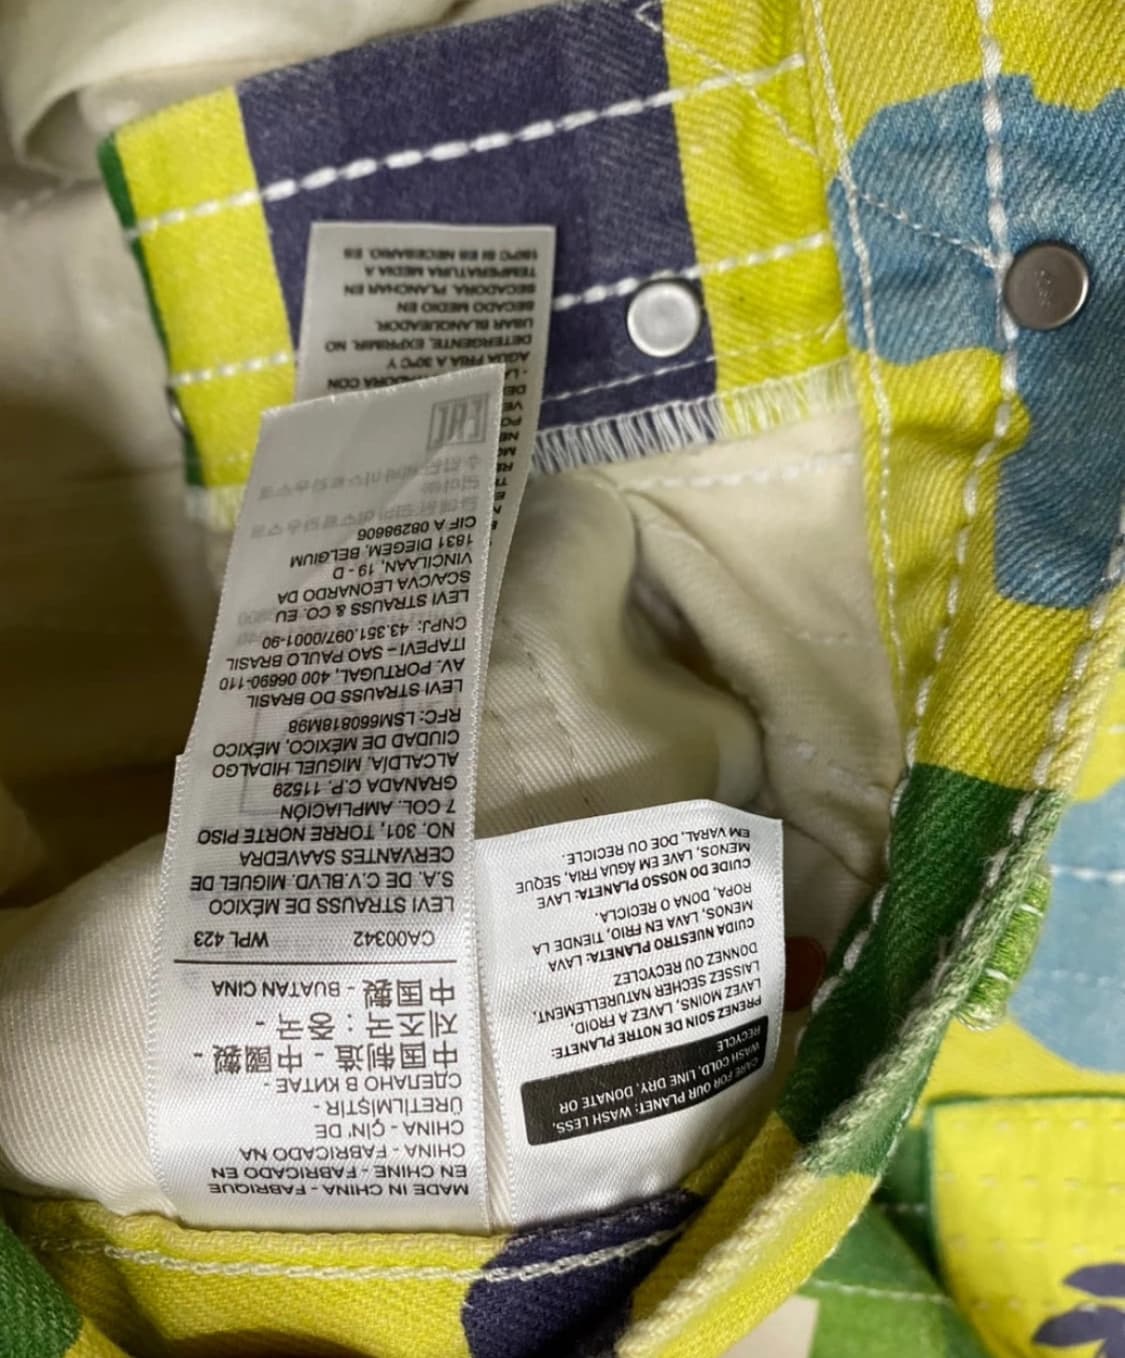 MADE IN CHINA - FABRIQUE
EN CHINE - FABRICADO EN
CHINA - FABRICADO NA
CHINA - ÇIN' DE
ÜRETILMIŞTIR -
СДЕЛАНО В КИТАЕ -
中国制造 - 中國製 -
제조국 : 중국 -
中国製 - BUATAN CINA
CA00342 WPL 423
LEVI STRAUSS DE MÉXICO
S.A. DE C.V.BLVD. MIGUEL DE
CERVANTES SAAVEDRA
NO. 301, TORRE NORTE PISO
7 COL. AMPLIACIÓN
GRANADA C.P. 11529
ALCALDÍA, MIGUEL HIDALGO
CIUDAD DE MÉXICO, MÉXICO
RFC: LSM660818M98
LEVI STRAUSS DO BRASIL
AV. PORTUGAL, 400 06690-110
ITAPEVI – SAO PAULO BRASIL
CNPJ: 43.351.097/0001-90
LEVI STRAUSS & CO. EU
SCA/CVA LEONARDO DA
VINCILAAN, 19 - D
1831 DIEGEM, BELGIUM
CIF A 08298606
EAC
CARE FOR OUR PLANET: WASH LESS,
WASH COLD, LINE DRY, DONATE OR
RECYCLE
PRENEZ SOIN DE NOTRE PLANETE:
LAVEZ MOINS, LAVEZ A FROID,
LAISSEZ SECHER NATURELLEMENT,
DONNEZ OU RECYCLEZ
CUIDA NUESTRO PLANETA: LAVA
MENOS, LAVA EN FRIO, TIENDE LA
ROPA, DONA O RECICLA.
CUIDE DO NOSSO PLANETA: LAVE
MENOS, LAVE EM ÁGUA FRIA, SEQUE
EM VARAL, DOE OU RECICLE.
AGUA FRIA A 30ºC Y
DETERGENTE, EXPRIMIR, NO
USAR BLANQUEADOR,
SECADO MEDIO EN
SECADORA, PLANCHAR EN
TEMPERATURA MEDIA A
150ºC SI ES NECESARIO. ES